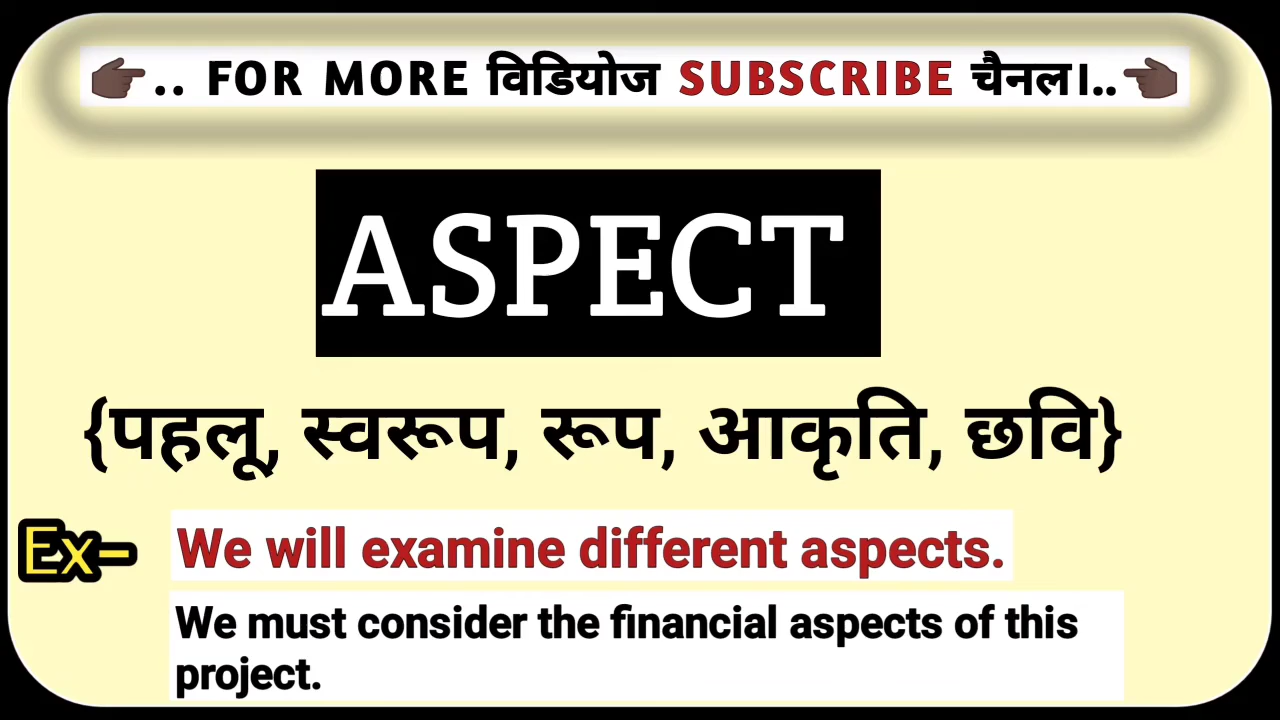 👉🏿.. FOR MORE विडियोज SUBSCRIBE चैनल।..👈🏿
ASPECT
{पहलू, स्वरूप, रूप, आकृति, छवि}
Ex- We will examine different aspects.
We must consider the financial aspects of this
project.